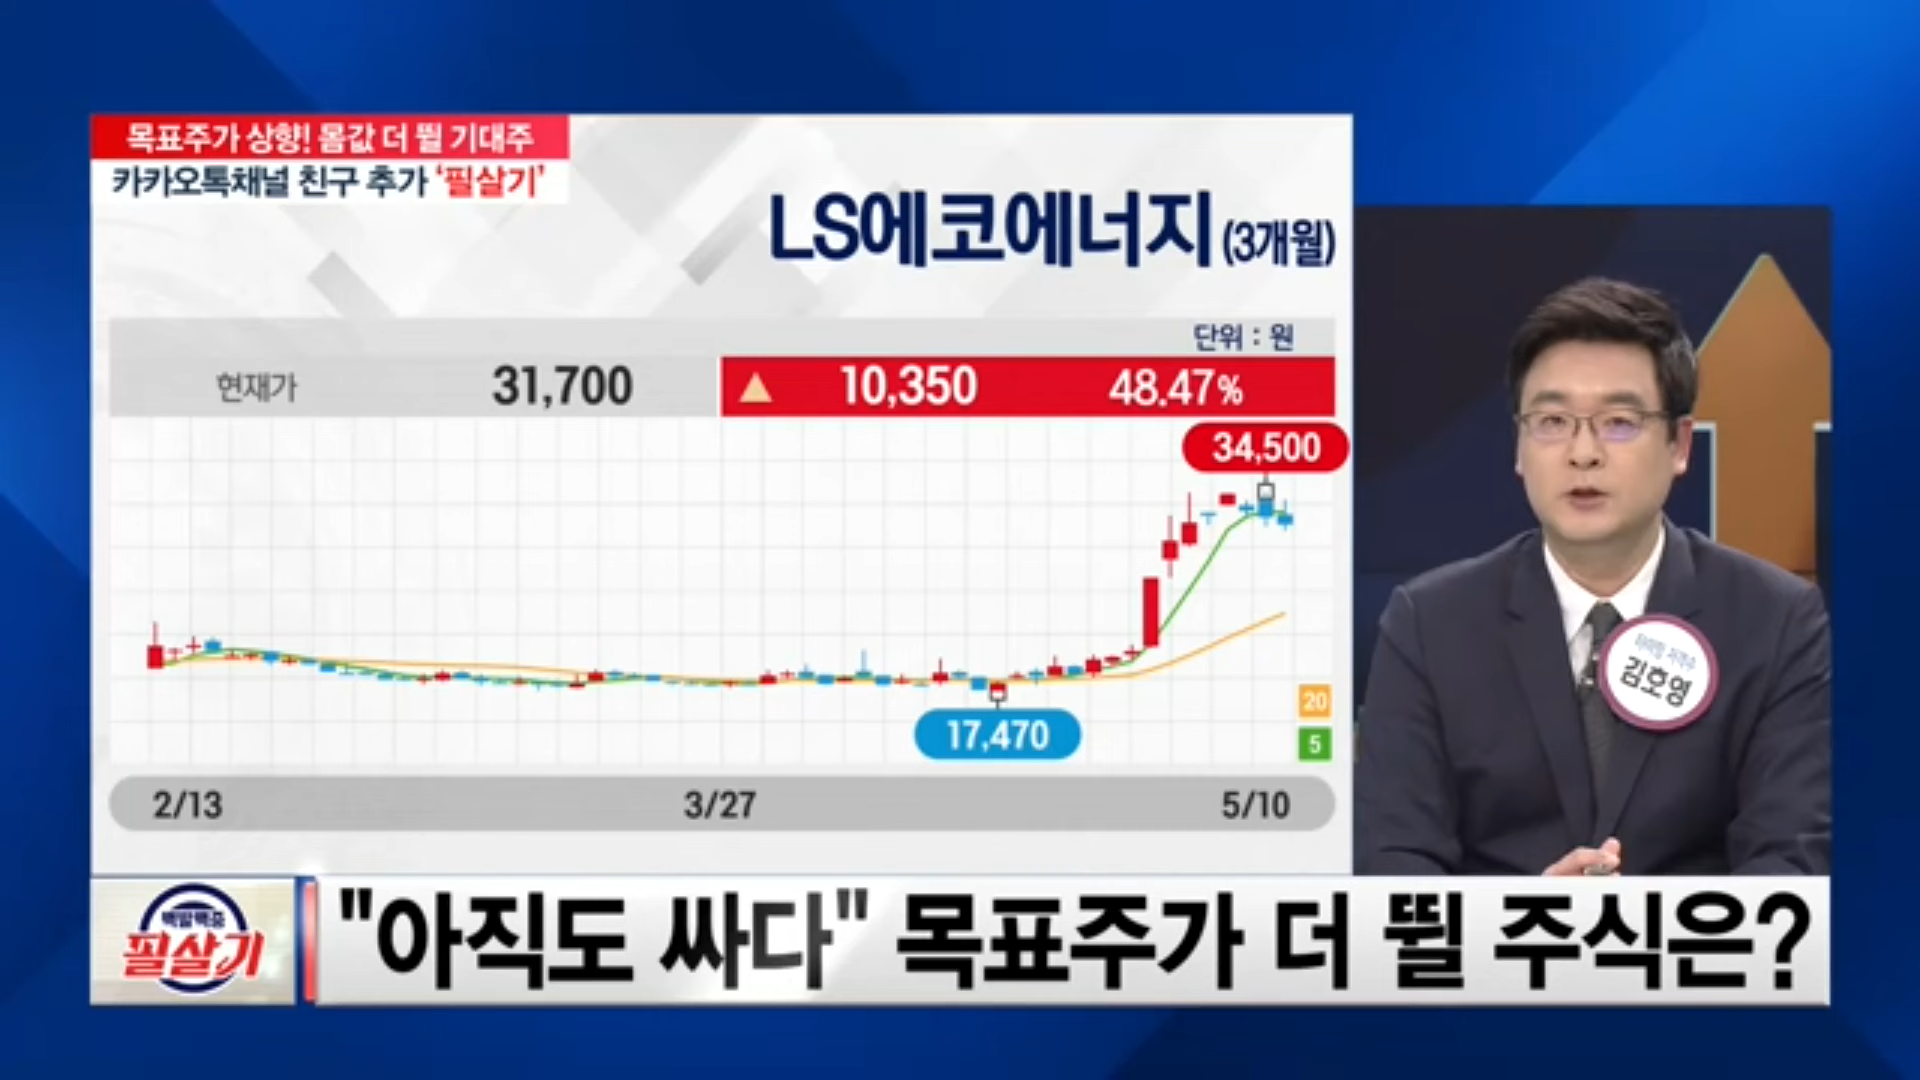 목표주가 상향! 몸값 더 뛸 기대주
카카오톡채널 친구 추가 '필살기'
LS에코에너지 (3개월)
단위 : 원
현재가 31,700 ▲ 10,350 48.47%
34,500
17,470
20
5
2/13 3/27 5/10
김호영
백발백중
필살기
"아직도 싸다" 목표주가 더 뛸 주식은?